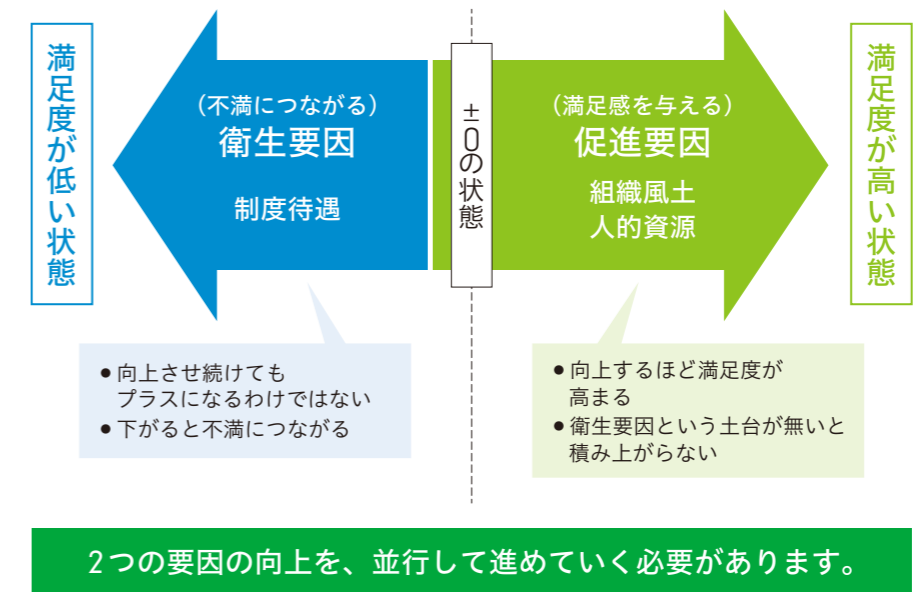 満足度が低い状態
（不満につながる）
衛生要因
制度待遇
±0の状態
（満足感を与える）
促進要因
組織風土
人的資源
満足度が高い状態
●向上させ続けても
プラスになるわけではない
●下がると不満につながる
●向上するほど満足度が
高まる
●衛生要因という土台が無いと
積み上がらない
2つの要因の向上を、並行して進めていく必要があります。